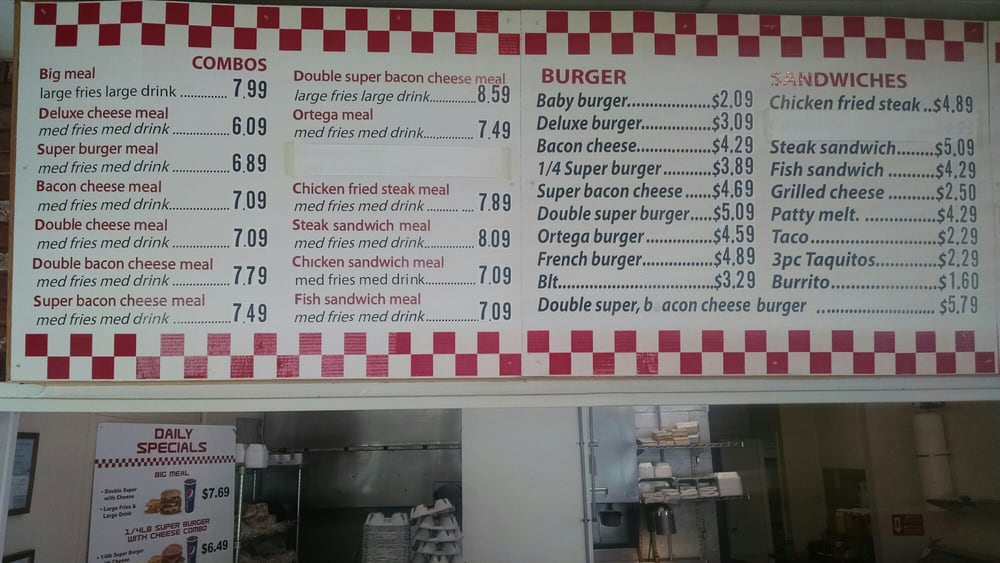 COMBOS
Big meal
large fries large drink ............ 7.99
Deluxe cheese meal
med fries med drink .............. 6.09
Super burger meal
med fries med drink .............. 6.89
Bacon cheese meal
med fries med drink .............. 7.09
Double cheese meal
med fries med drink .............. 7.09
Double bacon cheese meal
med fries med drink .............. 7.79
Super bacon cheese meal
med fries med drink .............. 7.49
Double super bacon cheese meal
large fries large drink.............. 8.59
Ortega meal
med fries med drink.............. 7.49
Chicken fried steak meal
med fries med drink......... .... 7.89
Steak sandwich meal
med fries med drink.............. 8.09
Chicken sandwich meal
med fries med drink.............. 7.09
Fish sandwich meal
med fries med drink.............. 7.09
BURGER
Baby burger..............$2.09
Deluxe burger............$3.09
Bacon cheese.............$4.29
1/4 Super burger.........$3.89
Super bacon cheese .....$4.69
Double super burger.....$5.09
Ortega burger............$4.59
French burger............$4.89
Blt..........................$3.29
Double super, b acon cheese burger ..................$5.79
SANDWICHES
Chicken fried steak ..$4.89
Steak sandwich.......$5.09
Fish sandwich ........$4.29
Grilled cheese ........$2.50
Patty melt. ............$4.29
Taco.....................$2.29
3pc Taquitos...........$2.29
Burrito..................$1.60
DAILY
SPECIALS
BIG MEAL
• Double Super
with Cheese
• Large Fries &
Large Drink
$7.69
1/4LB SUPER BURGER
WITH CHEESE COMBO
• 1/4lb Super Burger
with Cheese
$6.49